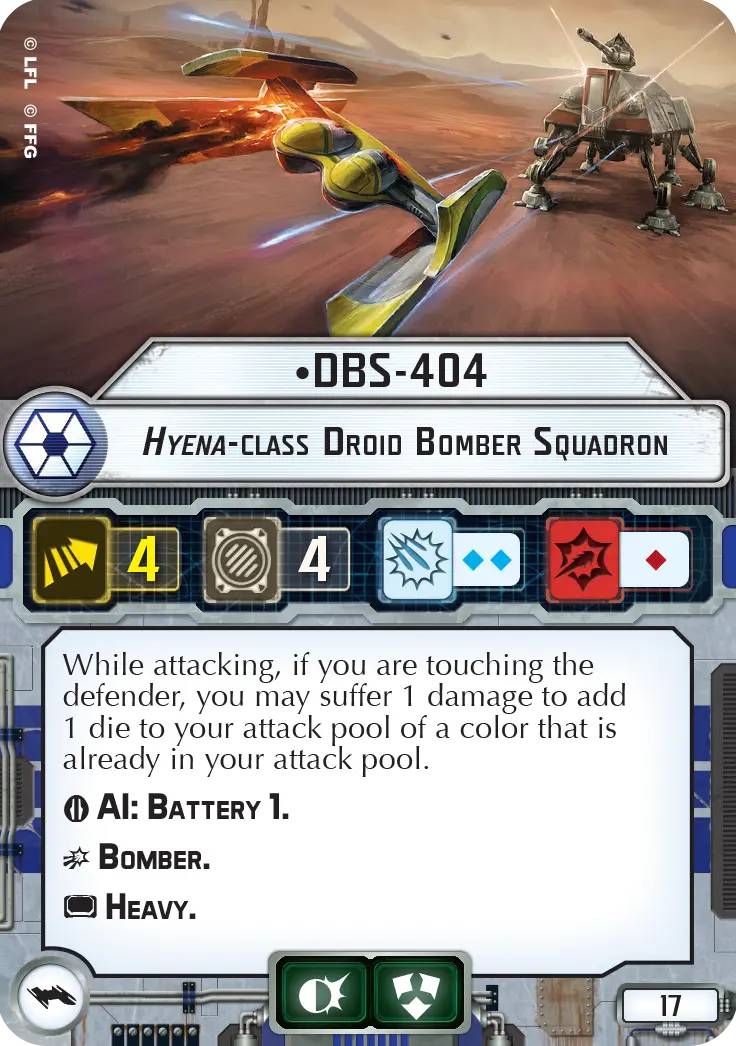 © LFL © FFG
•DBS-404
HYENA-CLASS DROID BOMBER SQUADRON
4 4
While attacking, if you are touching the
defender, you may suffer 1 damage to add
1 die to your attack pool of a color that is
already in your attack pool.
AI: BATTERY 1.
BOMBER.
HEAVY.
17